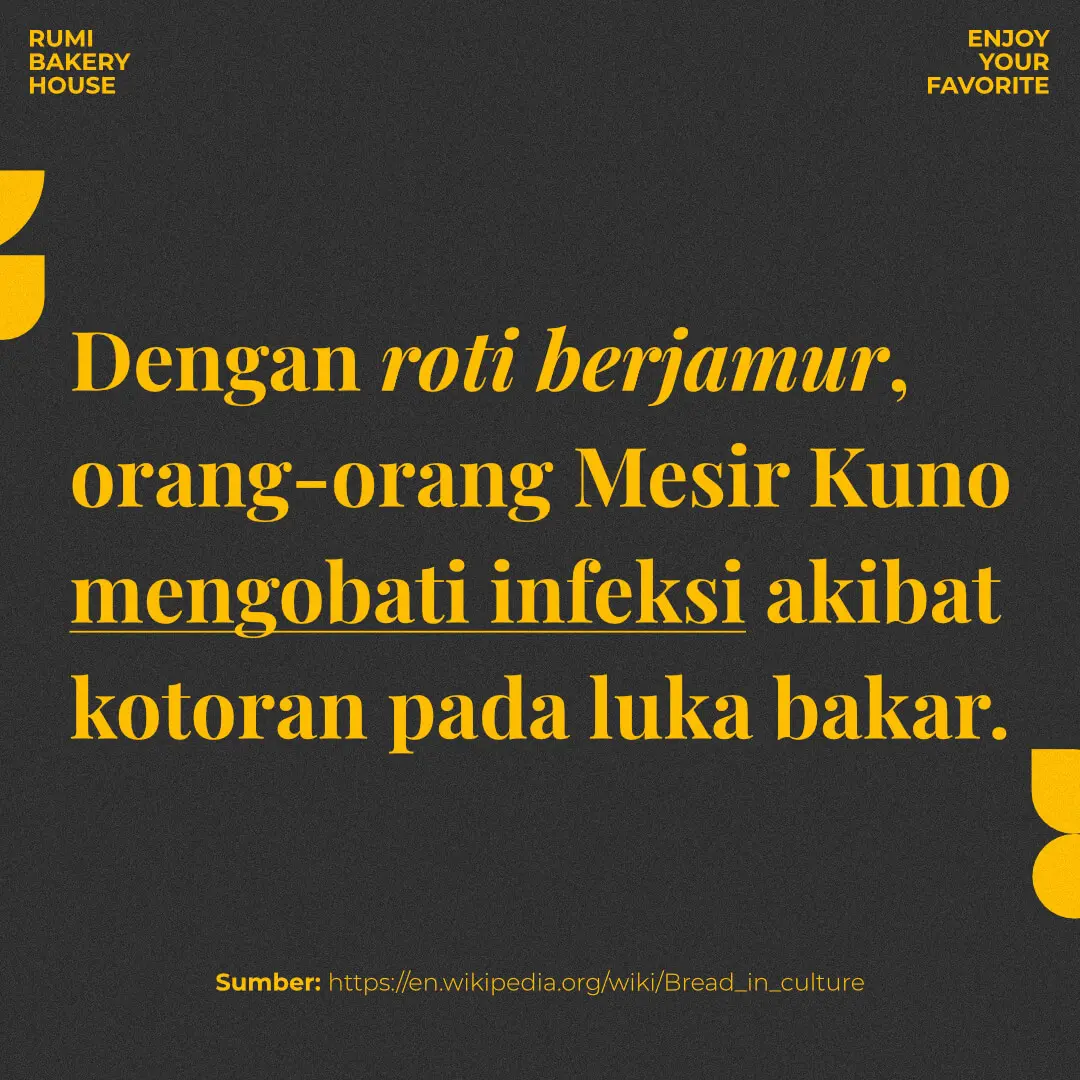 RUMI
BAKERY
HOUSE
ENJOY
YOUR
FAVORITE
Dengan roti berjamur,
orang-orang Mesir Kuno
mengobati infeksi akibat
kotoran pada luka bakar.
Sumber: https://en.wikipedia.org/wiki/Bread_in_culture